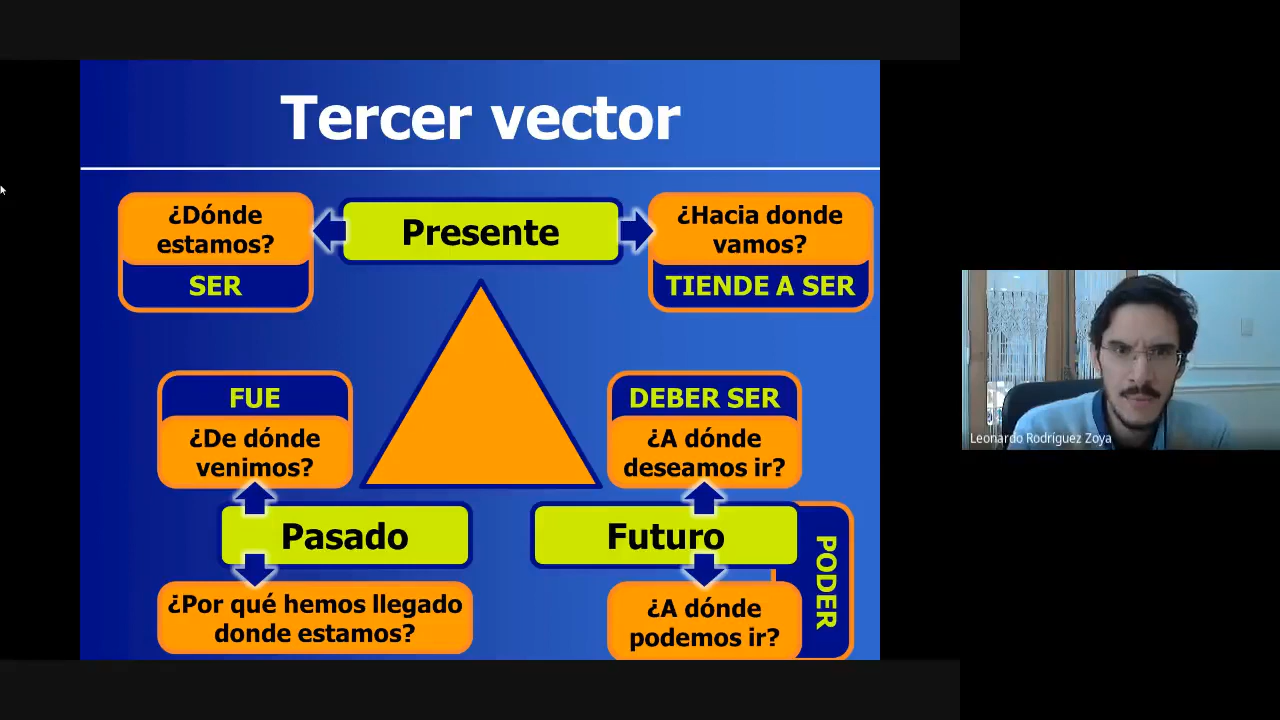 Tercer vector
¿Dónde
estamos?
SER
Presente
¿Hacia donde
vamos?
TIENDE A SER
FUE
¿De dónde
venimos?
DEBER SER
¿A dónde
deseamos ir?
Pasado
Futuro
PODER
¿Por qué hemos llegado
donde estamos?
¿A dónde
podemos ir?
Leonardo Rodríguez Zoya